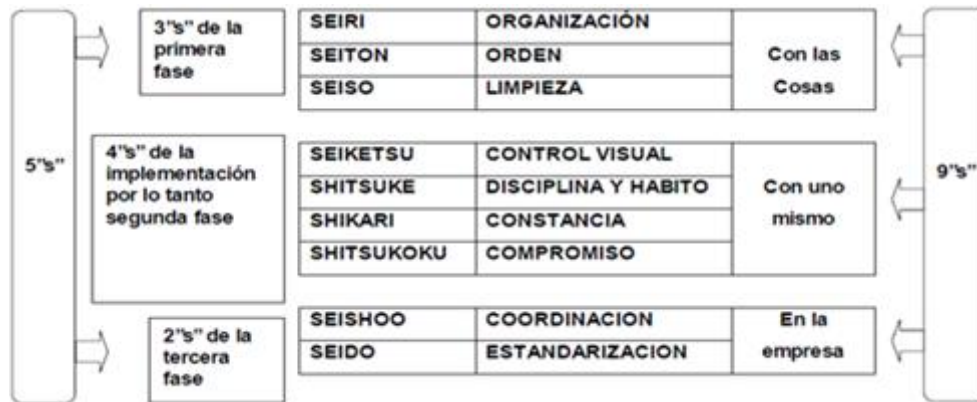 5"s"
3"s" de la
primera
fase
SEIRI ORGANIZACIÓN
SEITON ORDEN
SEISO LIMPIEZA
Con las
Cosas
4"s" de la
implementación
por lo tanto
segunda fase
SEIKETSU CONTROL VISUAL
SHITSUKE DISCIPLINA Y HABITO
SHIKARI CONSTANCIA
SHITSUKOKU COMPROMISO
Con uno
mismo
2"s" de la
tercera
fase
SEISHOO COORDINACION
SEIDO ESTANDARIZACION
En la
empresa
9"s"